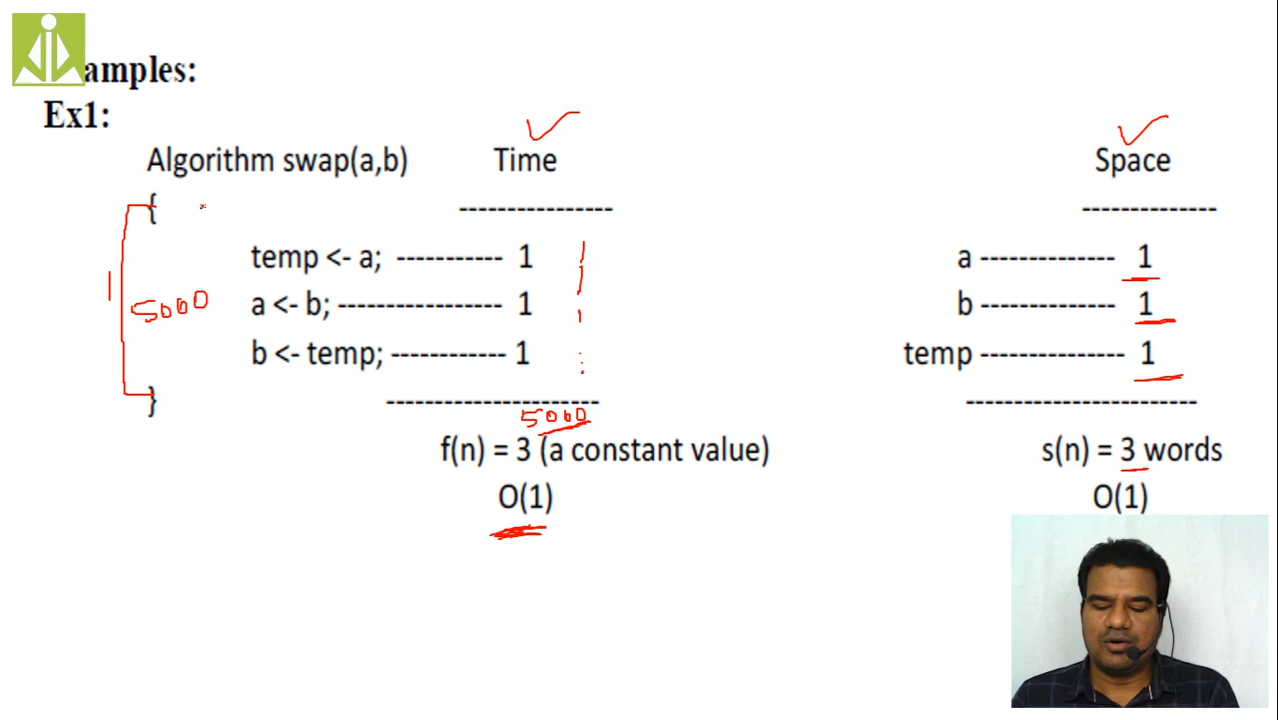 amples:
Ex1:
Algorithm swap(a,b) Time Space
{ ---------------- --------------
temp <- a; ----------- 1 a -------------- 1
5000 a <- b; ----------------- 1 b -------------- 1
b <- temp; ------------ 1 temp --------------- 1
} ---------------------- ------------------------
5000
f(n) = 3 (a constant value) s(n) = 3 words
O(1) O(1)